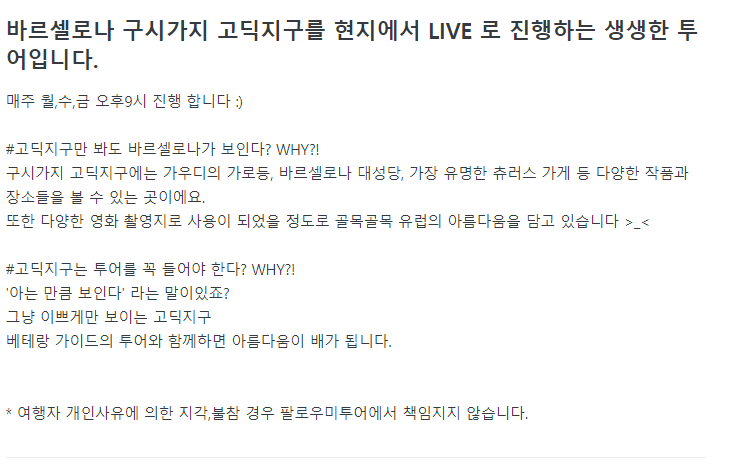 바르셀로나 구시가지 고딕지구를 현지에서 LIVE 로 진행하는 생생한 투
어입니다.
매주 월,수,금 오후9시 진행 합니다 :)
#고딕지구만 봐도 바르셀로나가 보인다? WHY?!
구시가지 고딕지구에는 가우디의 가로등, 바르셀로나 대성당, 가장 유명한 츄러스 가게 등 다양한 작품과
장소들을 볼 수 있는 곳이에요.
또한 다양한 영화 촬영지로 사용이 되었을 정도로 골목골목 유럽의 아름다움을 담고 있습니다 >_<
#고딕지구는 투어를 꼭 들어야 한다? WHY?!
'아는 만큼 보인다' 라는 말이있죠?
그냥 이쁘게만 보이는 고딕지구
베테랑 가이드의 투어와 함께하면 아름다움이 배가 됩니다.
* 여행자 개인사유에 의한 지각,불참 경우 팔로우미투어에서 책임지지 않습니다.